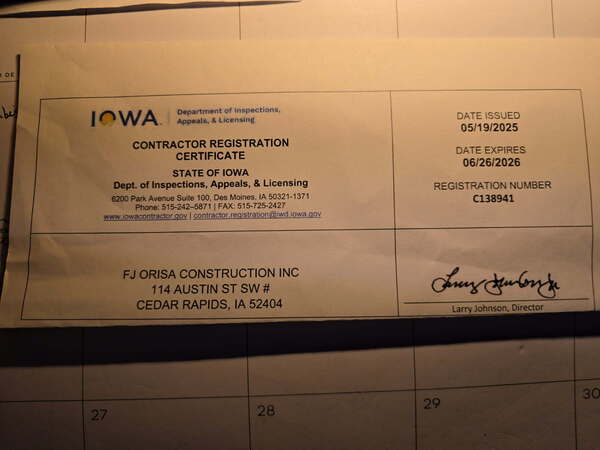 IOWA
Department of Inspections,
Appeals, & Licensing
CONTRACTOR REGISTRATION
CERTIFICATE
STATE OF IOWA
Dept. of Inspections, Appeals, & Licensing
6200 Park Avenue Suite 100, Des Moines, IA 50321-1371
Phone: 515-242-5871 | FAX: 515-725-2427
www.iowacontractor.gov | contractor.registration@iwd.iowa.gov
DATE ISSUED
05/19/2025
DATE EXPIRES
06/26/2026
REGISTRATION NUMBER
C138941
FJ ORISA CONSTRUCTION INC
114 AUSTIN ST SW #
CEDAR RAPIDS, IA 52404
Larry Johnson, Director
27
28
29
30